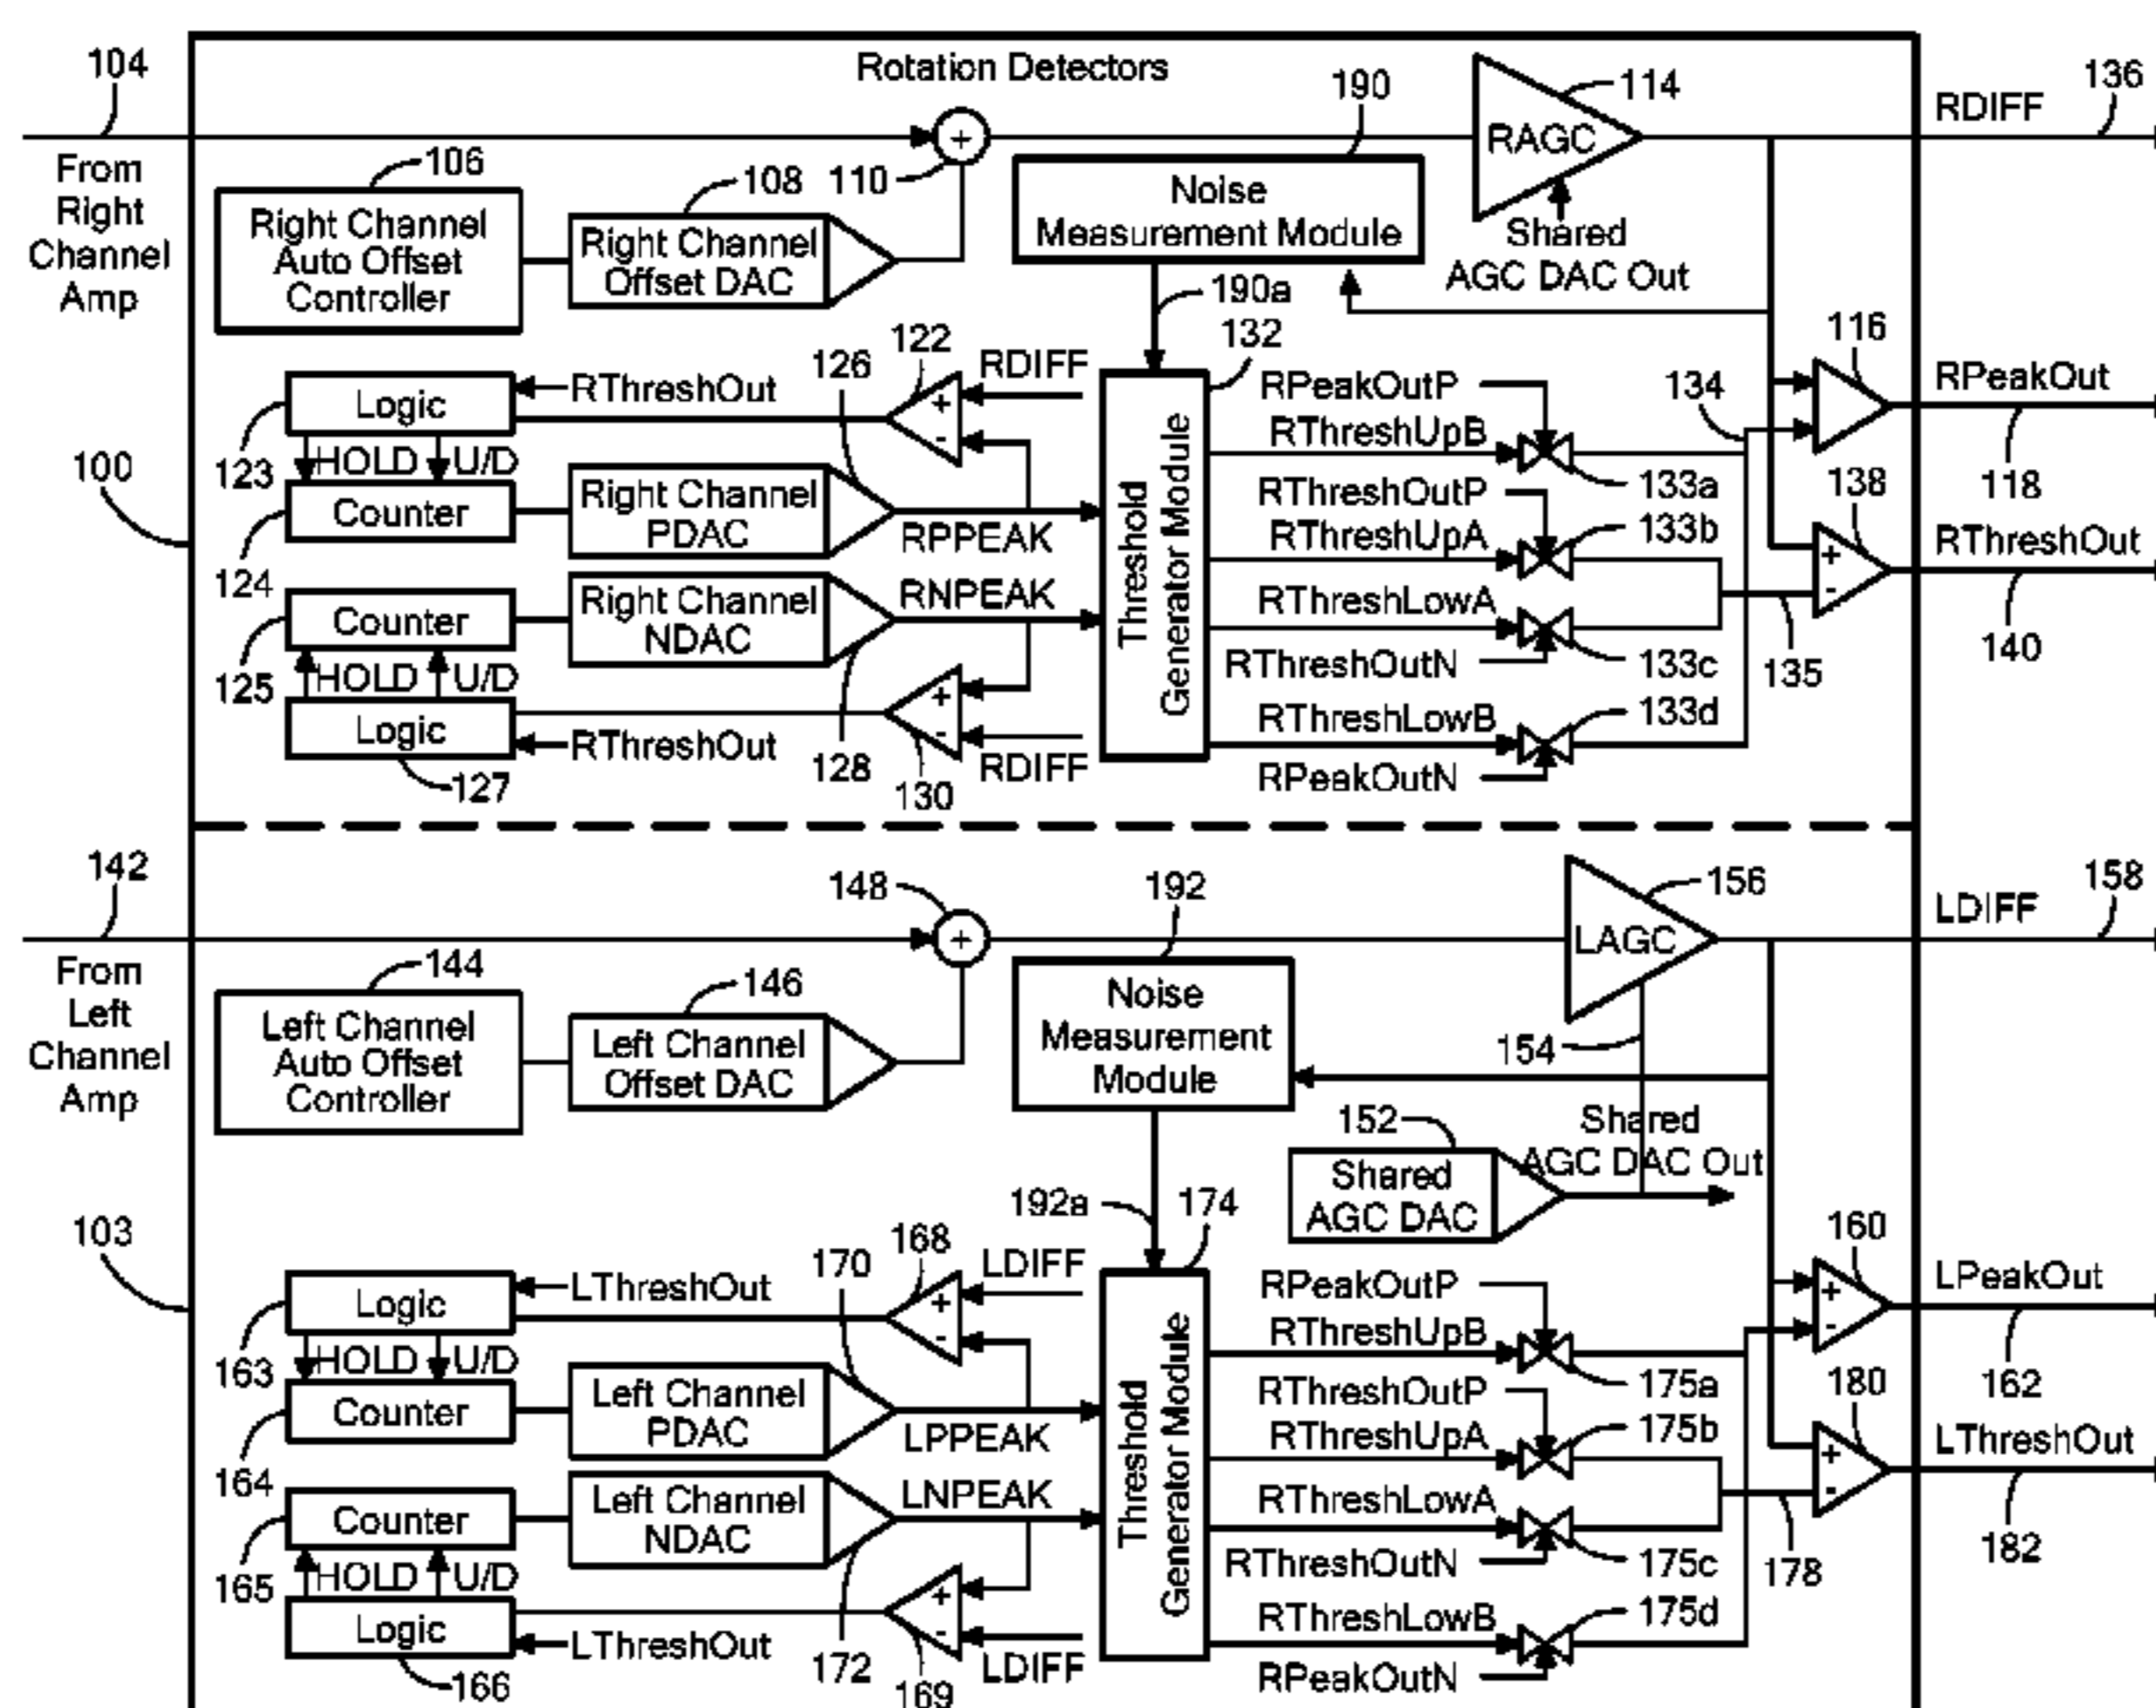 Rotation Detectors
104
From
Right
Channel
Amp
106
Right Channel
Auto Offset
Controller
108
Right Channel
Offset DAC
110
+
190
Noise
Measurement Module
190a
114
RAGC
Shared
AGC DAC Out
RDIFF
136
116
RPeakOut
118
138
+
-
RThreshOut
140
100
123
Logic
RThreshOut
HOLD
U/D
124
Counter
126
Right Channel
PDAC
122
+
-
RDIFF
RPPEAK
125
Counter
Right Channel
NDAC
RNPEAK
HOLD
U/D
Logic
RThreshOut
127
128
130
+
-
RDIFF
132
Threshold
Generator Module
RPeakOutP
RThreshUpB
133a
134
RThreshOutP
RThreshUpA
133b
RThreshLowA
RThreshOutN
133c
135
RThreshLowB
133d
RPeakOutN
142
From
Left
Channel
Amp
144
Left Channel
Auto Offset
Controller
146
Left Channel
Offset DAC
148
+
192
Noise
Measurement
Module
192a
156
LAGC
154
LDIFF
158
152
Shared
AGC DAC
Shared
AGC DAC Out
160
+
-
LPeakOut
162
180
+
-
LThreshOut
182
103
163
Logic
LThreshOut
HOLD
U/D
164
Counter
170
Left Channel
PDAC
168
+
-
LDIFF
LPPEAK
165
Counter
Left Channel
NDAC
LNPEAK
HOLD
U/D
Logic
LThreshOut
166
172
169
+
-
LDIFF
174
Threshold
Generator Module
RPeakOutP
RThreshUpB
175a
RThreshOutP
RThreshUpA
175b
RThreshLowA
RThreshOutN
175c
178
RThreshLowB
175d
RPeakOutN